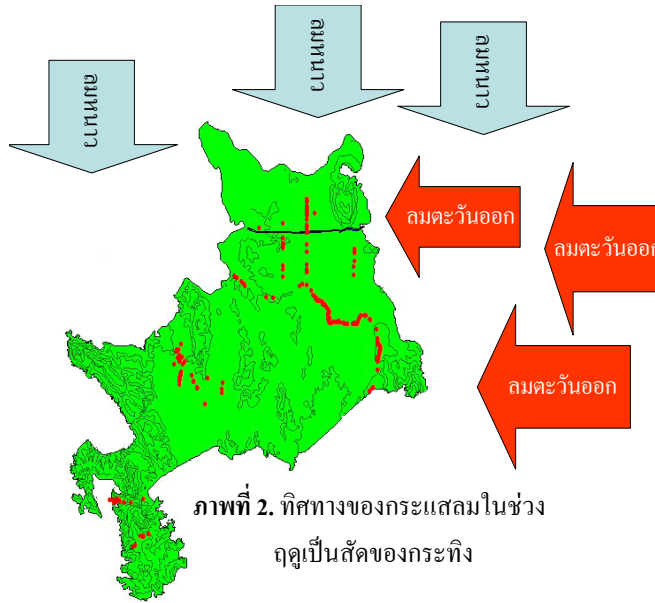 ลมหนาว
ลมหนาว
ลมหนาว
ลมตะวันออก
ลมตะวันออก
ลมตะวันออก
ภาพที่ 2. ทิศทางของกระแสลมในช่วง
ฤดูเป็นสัดของกระทิง